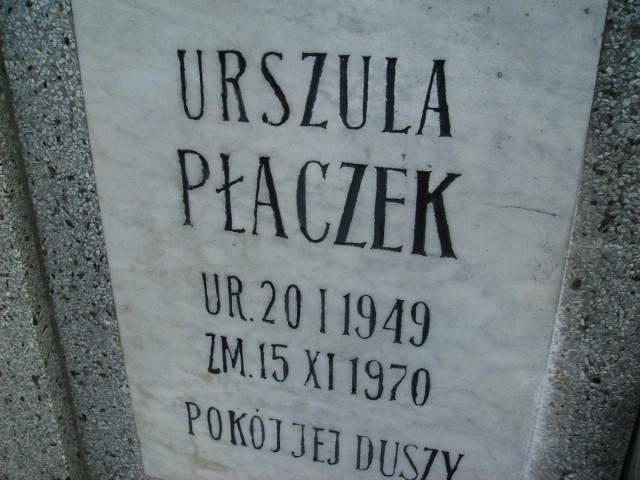 URSZULA
PŁACZEK
UR. 20 I 1949
ZM. 15 XI 1970
POKÓJ JEJ DUSZY